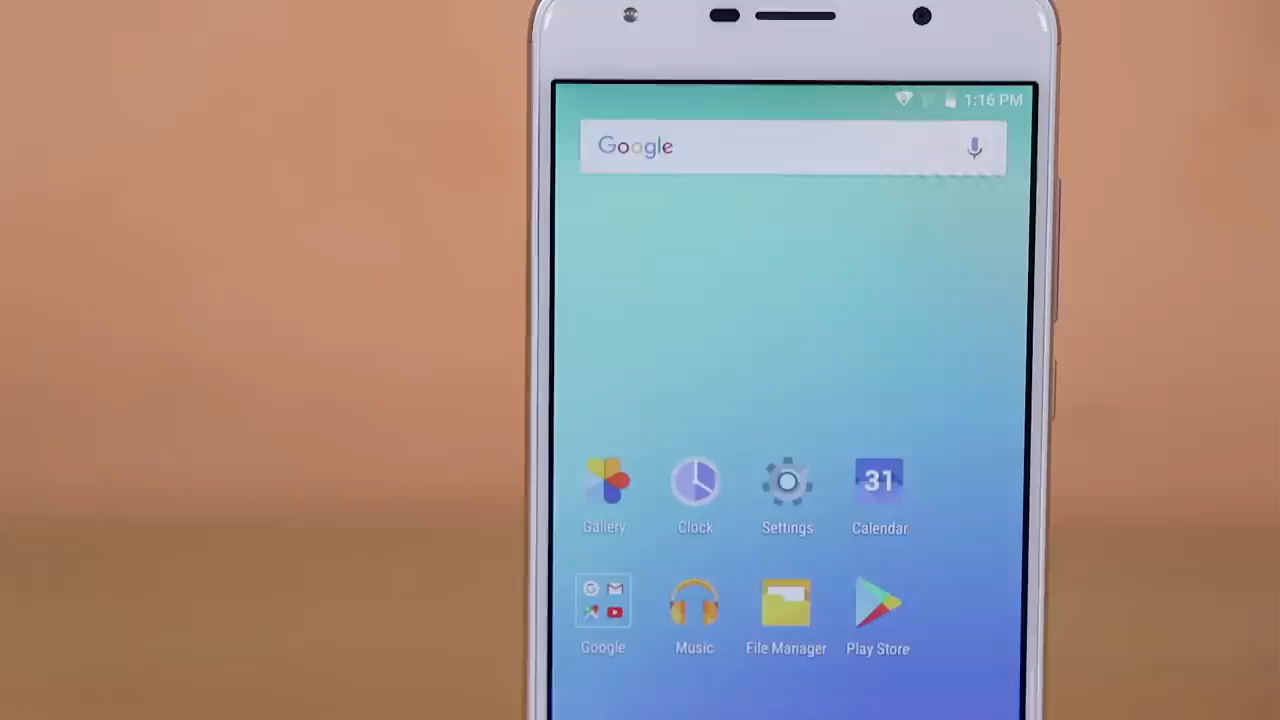 1:16 PM
Google
31
Gallery Clock Settings Calendar
Google Music File Manager Play Store